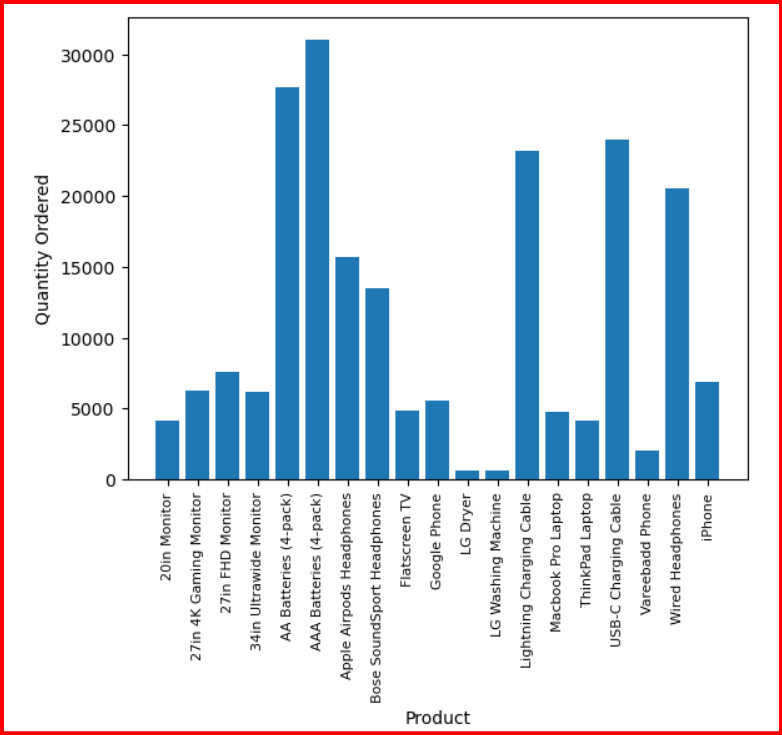 30000
25000
20000
15000
10000
5000
0
Quantity Ordered
20in Monitor
27in 4K Gaming Monitor
27in FHD Monitor
34in Ultrawide Monitor
AA Batteries (4-pack)
AAA Batteries (4-pack)
Apple Airpods Headphones
Bose SoundSport Headphones
Flatscreen TV
Google Phone
LG Dryer
LG Washing Machine
Lightning Charging Cable
Macbook Pro Laptop
ThinkPad Laptop
USB-C Charging Cable
Vareebadd Phone
Wired Headphones
iPhone
Product